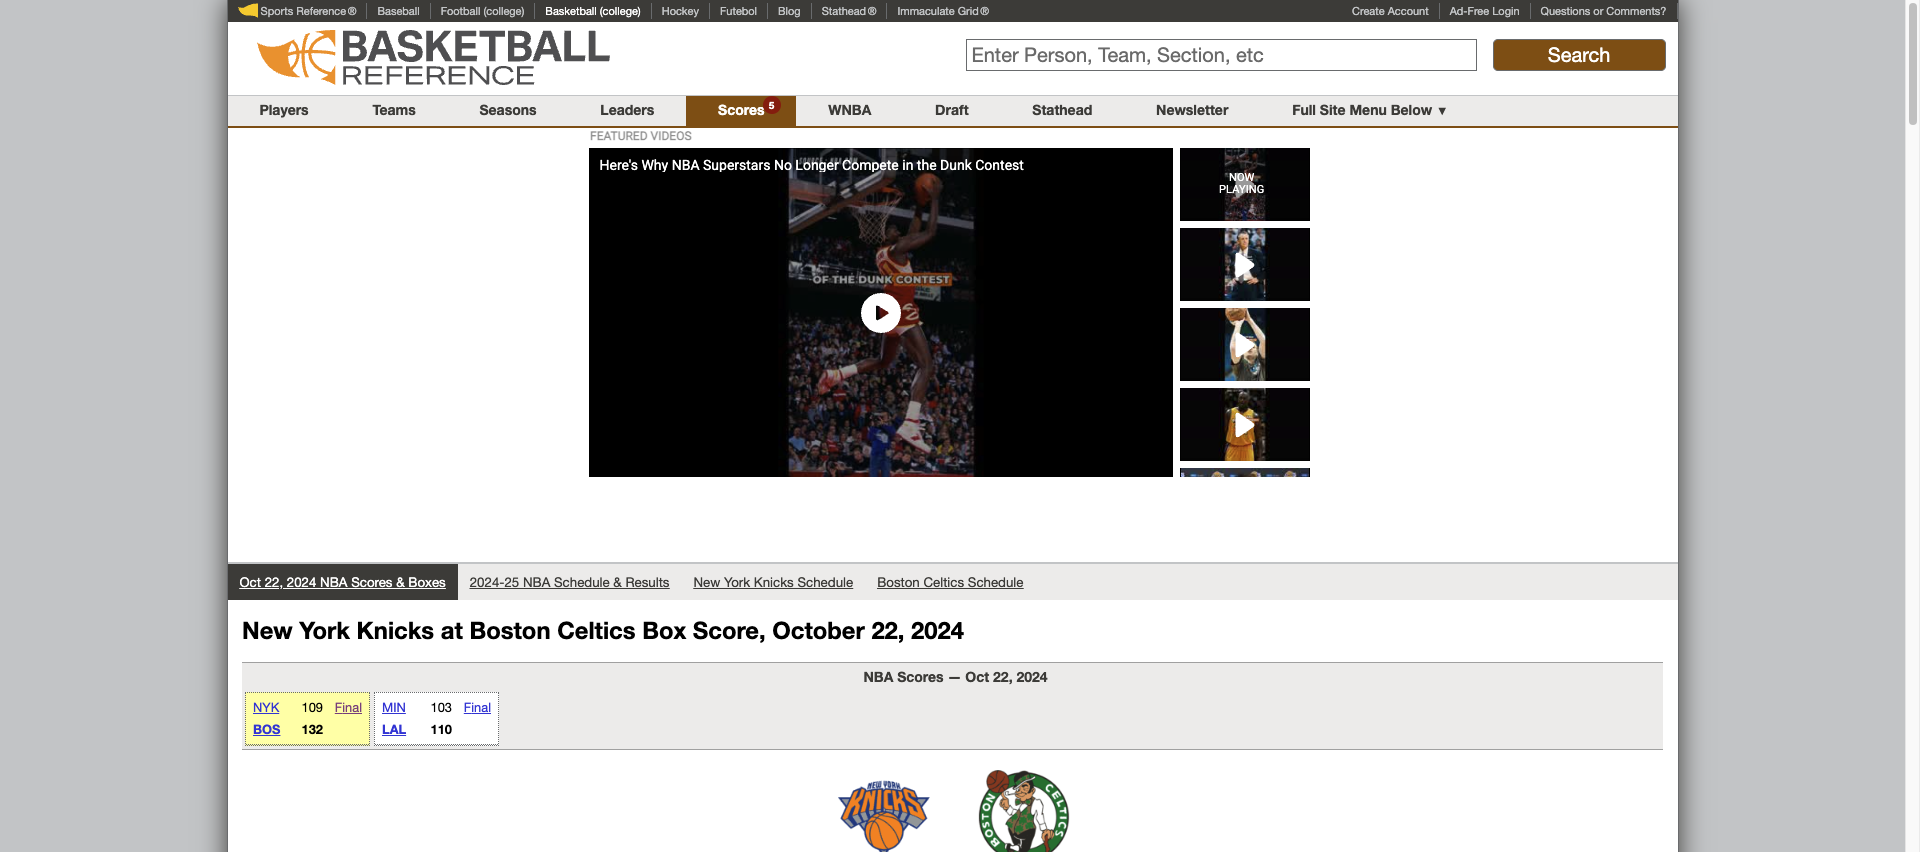 Sports Reference ®
Baseball
Football (college)
Basketball (college)
Hockey
Futebol
Blog
Stathead ®
Immaculate Grid ®
Create Account
Ad-Free Login
Questions or Comments?
BASKETBALL
REFERENCE
Enter Person, Team, Section, etc
Search
Players
Teams
Seasons
Leaders
Scores 5
WNBA
Draft
Stathead
Newsletter
Full Site Menu Below ▼
FEATURED VIDEOS
Here's Why NBA Superstars No Longer Compete in the Dunk Contest
OF THE DUNK CONTEST
NOW
PLAYING
Oct 22, 2024 NBA Scores & Boxes
2024-25 NBA Schedule & Results
New York Knicks Schedule
Boston Celtics Schedule
New York Knicks at Boston Celtics Box Score, October 22, 2024
NBA Scores — Oct 22, 2024
NYK 109 Final
BOS 132
MIN 103 Final
LAL 110
NEW YORK
KNICKS
BOSTON CELTICS